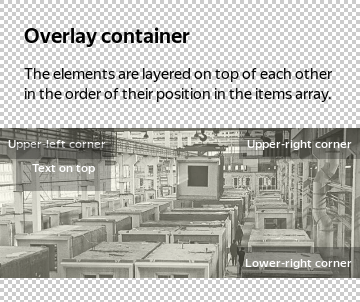 Overlay container
The elements are layered on top of each other
in the order of their position in the items array.
Upper-left corner
Upper-right corner
Text on top
Lower-right corner